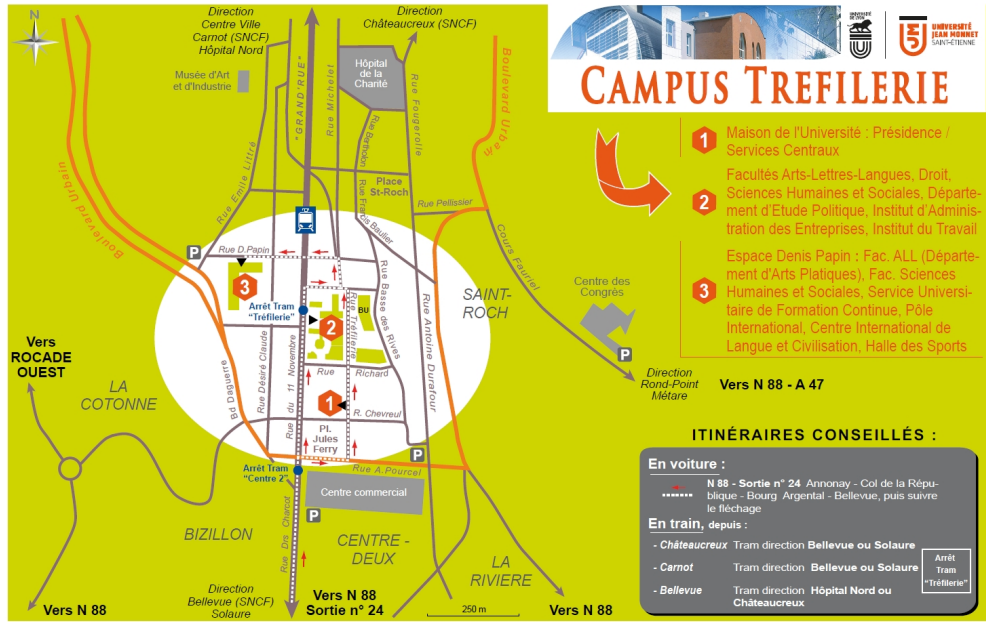 N
Direction
Centre Ville
Carnot (SNCF)
Hôpital Nord
Direction
Châteaucreux (SNCF)
UNIVERSITÉ
DE LYON
UNIVERSITÉ
JEAN MONNET
SAINT-ÉTIENNE
CAMPUS TREFILERIE
Musée d'Art
et d'Industrie
Hôpital
de la
Charité
"GRAND'RUE"
Rue Michelet
Rue Fougerolle
Boulevard Urbain
Rue Berthelon
Rue Emile Littré
Place
St-Roch
Rue Pellissier
Rue Francis Baulier
Boulevard Urbain
Cours Fauriel
P
Rue D.Papin
1
Maison de l'Université : Présidence /
Services Centraux
2
Facultés Arts-Lettres-Langues, Droit,
Sciences Humaines et Sociales, Départe-
ment d'Etude Politique, Institut d'Adminis-
tration des Entreprises, Institut du Travail
3
Espace Denis Papin : Fac. ALL (Départe-
ment d'Arts Platiques), Fac. Sciences
Humaines et Sociales, Service Universi-
taire de Formation Continue, Pôle
International, Centre International de
Langue et Civilisation, Halle des Sports
3
Arrêt Tram
"Tréfilerie"
BU
2
Rue Tréfilerie
Rue Basse des Rives
Rue Antoine Durafour
SAINT-
ROCH
Centre des
Congrès
P
Direction
Rond-Point
Métare
Vers N 88 - A 47
Vers
ROCADE
OUEST
LA
COTONNE
Bd Daguerre
Rue Désiré Claude
Rue du 11 Novembre
Rue Richard
1
R. Chevreul
Pl.
Jules
Ferry
P
Rue A.Pourcel
Arrêt Tram
"Centre 2"
Centre commercial
P
Rue Drs Charcot
BIZILLON
CENTRE -
DEUX
LA
RIVIERE
Vers N 88
Direction
Bellevue (SNCF)
Solaure
Vers N 88
Sortie n° 24
250 m
Vers N 88
ITINÉRAIRES CONSEILLÉS :
En voiture :
N 88 - Sortie n° 24 Annonay - Col de la Répu-
blique - Bourg Argental - Bellevue, puis suivre
le fléchage
En train, depuis :
- Châteaucreux Tram direction Bellevue ou Solaure
- Carnot Tram direction Bellevue ou Solaure
- Bellevue Tram direction Hôpital Nord ou
Châteaucreux
Arrêt
Tram
"Tréfilerie"